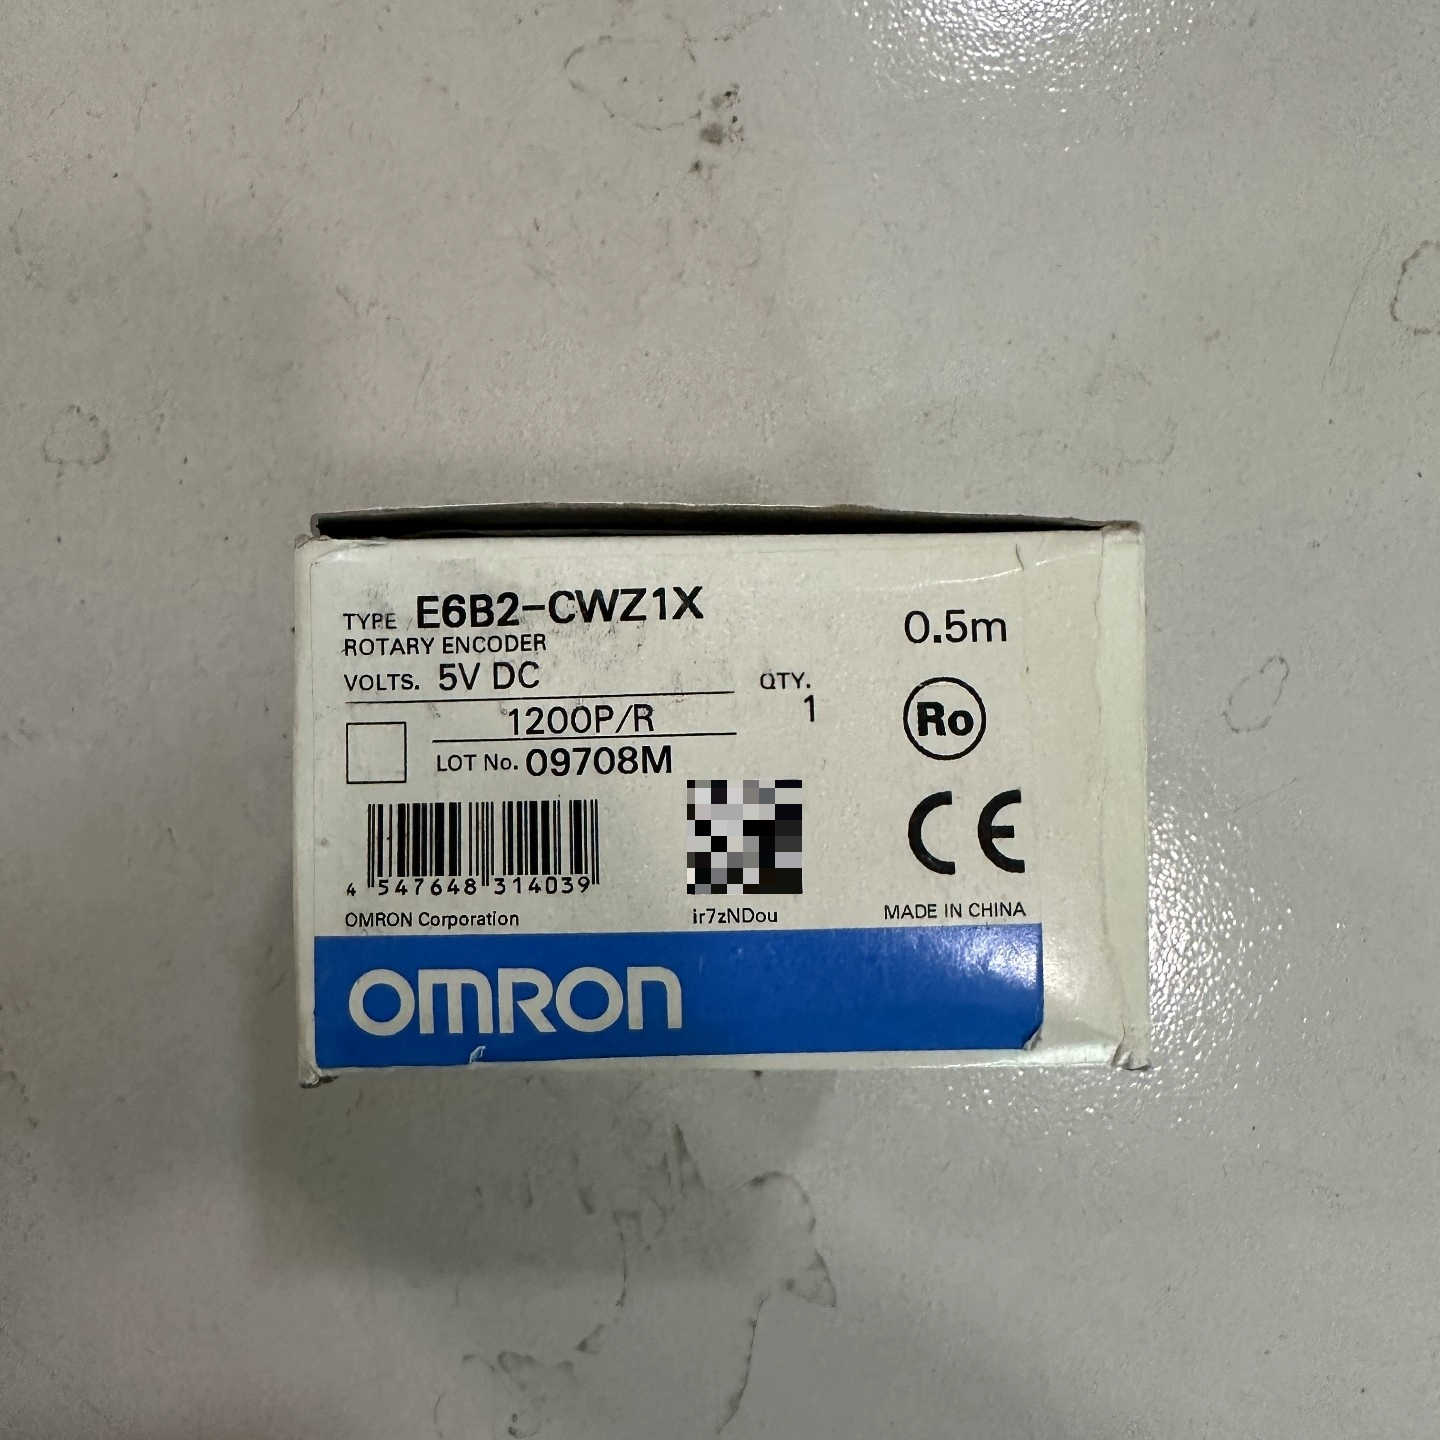 TYPE E6B2-CWZ1X
0.5m
ROTARY ENCODER
VOLTS. 5V DC
QTY.
1
1200P/R
LOT No. 09708M
Ro
CE
4 547648 314039
OMRON Corporation
ir7zNDou
MADE IN CHINA
OMRON